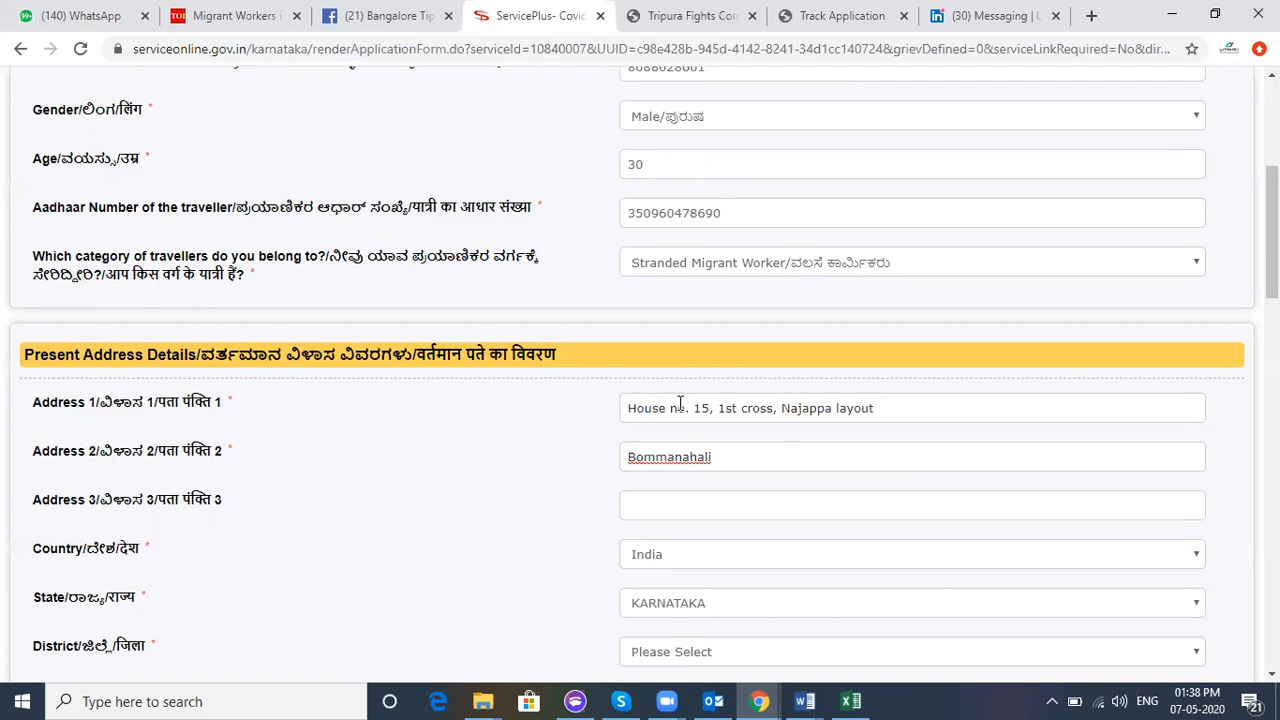 (140) WhatsApp
Migrant Workers i
(21) Bangalore Tip
ServicePlus- Covid
Tripura Fights Con
Track Application
(30) Messaging | L
serviceonline.gov.in/karnataka/renderApplicationForm.do?serviceId=10840007&UUID=c98e428b-945d-4142-8241-34d1cc140724&grievDefined=0&serviceLinkRequired=No&dir...
8088628601
Gender/ಲಿಂಗ/लिंग *
Male/ಪುರುಷ
Age/ವಯಸ್ಸು/उम्र *
30
Aadhaar Number of the traveller/ಪ್ರಯಾಣಿಕರ ಆಧಾರ್ ಸಂಖ್ಯೆ/यात्री का आधार संख्या *
350960478690
Which category of travellers do you belong to?/ನೀವು ಯಾವ ಪ್ರಯಾಣಿಕರ ವರ್ಗಕ್ಕೆ
ಸೇರಿದ್ದೀರಿ?/आप किस वर्ग के यात्री हैं? *
Stranded Migrant Worker/ವಲಸೆ ಕಾರ್ಮಿಕರು
Present Address Details/ವರ್ತಮಾನ ವಿಳಾಸ ವಿವರಗಳು/वर्तमान पते का विवरण
Address 1/ವಿಳಾಸ 1/पता पंक्ति 1 *
House no. 15, 1st cross, Najappa layout
Address 2/ವಿಳಾಸ 2/पता पंक्ति 2 *
Bommanahali
Address 3/ವಿಳಾಸ 3/पता पंक्ति 3
Country/ದೇಶ/देश *
India
State/ರಾಜ್ಯ/राज्य *
KARNATAKA
District/ಜಿಲ್ಲೆ/जिला *
Please Select
Type here to search
ENG
01:38 PM
07-05-2020
21